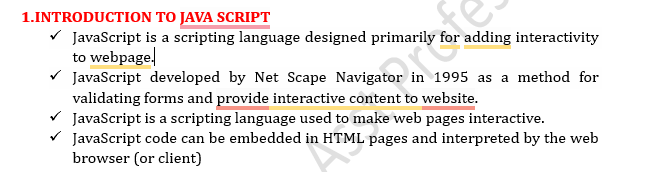 1.INTRODUCTION TO JAVA SCRIPT
✓ JavaScript is a scripting language designed primarily for adding interactivity
to webpage.
✓ JavaScript developed by Net Scape Navigator in 1995 as a method for
validating forms and provide interactive content to website.
✓ JavaScript is a scripting language used to make web pages interactive.
✓ JavaScript code can be embedded in HTML pages and interpreted by the web
browser (or client)
Asst Profes